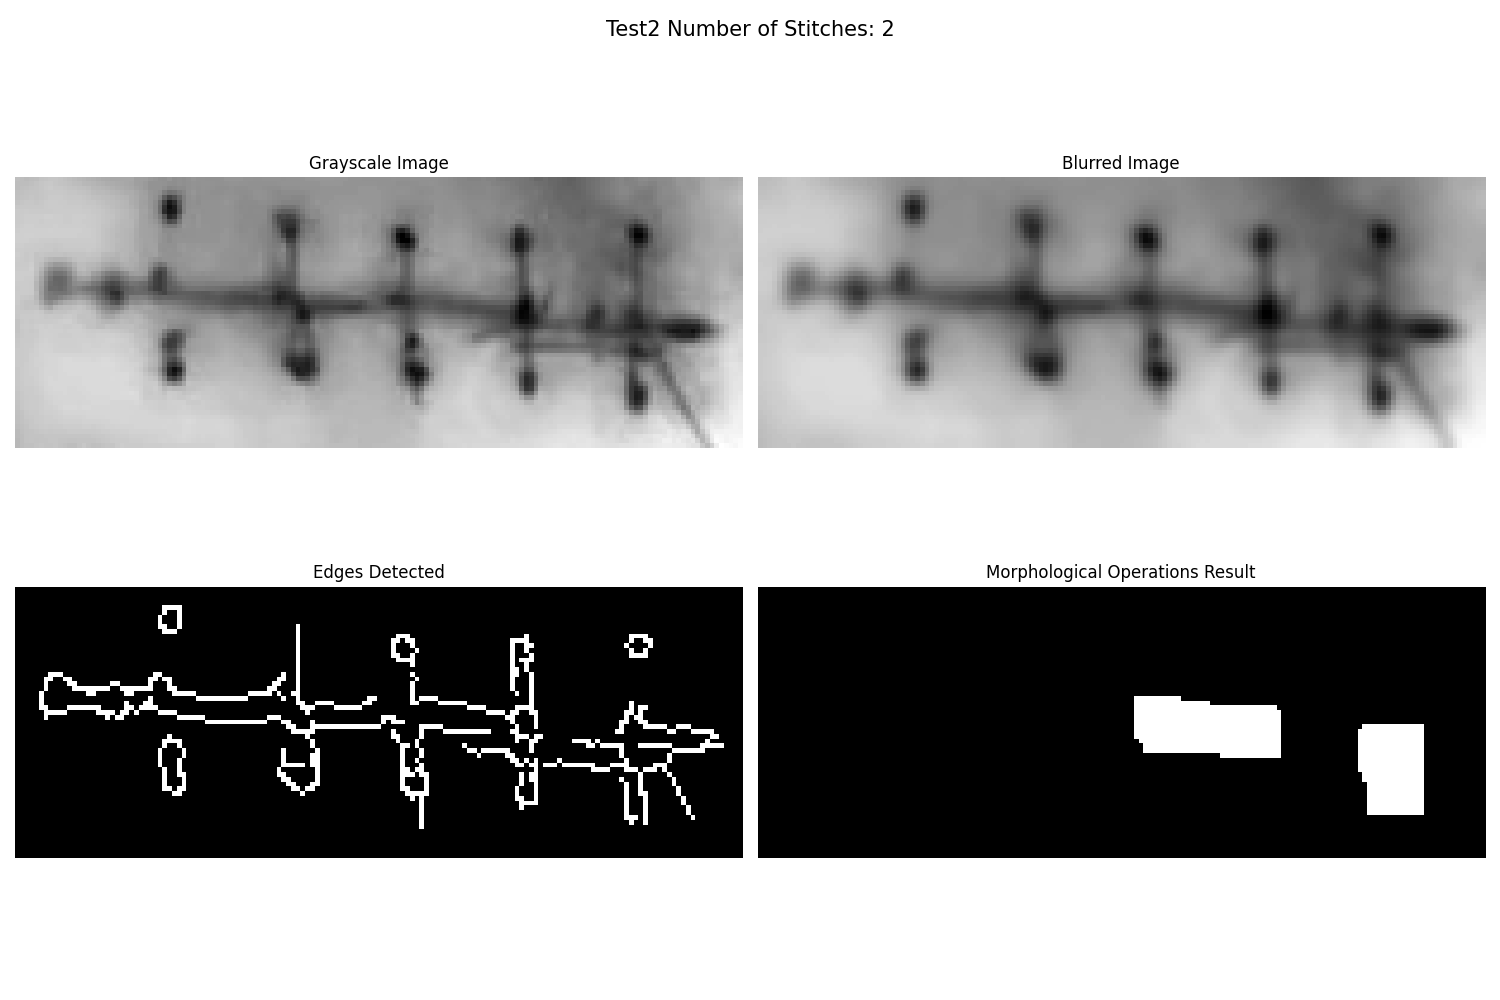 Test2 Number of Stitches: 2
Grayscale Image
Blurred Image
Edges Detected
Morphological Operations Result